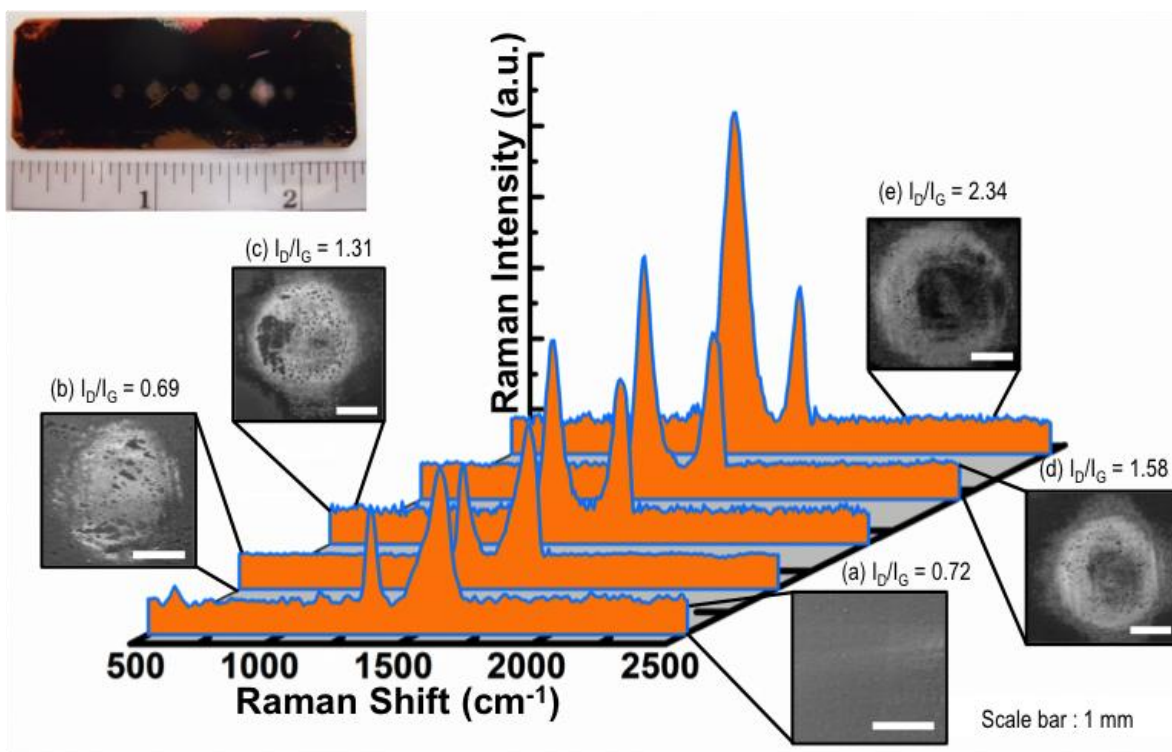 1 2
Raman Intensity (a.u.)
(e) I_D/I_G = 2.34
(c) I_D/I_G = 1.31
(b) I_D/I_G = 0.69
(d) I_D/I_G = 1.58
(a) I_D/I_G = 0.72
500 1000 1500 2000 2500
Raman Shift (cm⁻¹)
Scale bar : 1 mm